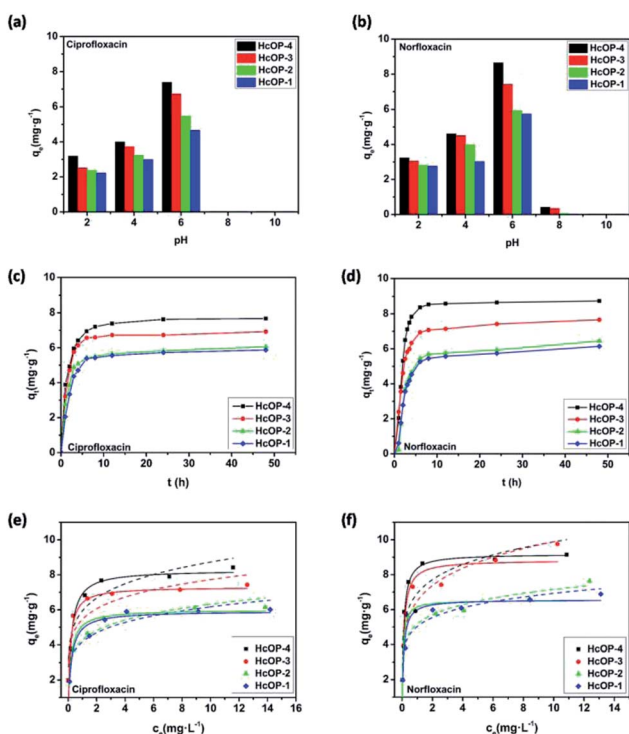 (a)
Ciprofloxacin
HcOP-4
HcOP-3
HcOP-2
HcOP-1
qₑ(mg·g⁻¹)
10
8
6
4
2
0
2 4 6 8 10
pH
(b)
Norfloxacin
HcOP-4
HcOP-3
HcOP-2
HcOP-1
qₑ(mg·g⁻¹)
10
8
6
4
2
0
2 4 6 8 10
pH
(c)
qₜ(mg·g⁻¹)
10
8
6
4
2
0
HcOP-4
HcOP-3
HcOP-2
HcOP-1
Ciprofloxacin
0 10 20 30 40 50
t (h)
(d)
qₜ(mg·g⁻¹)
10
8
6
4
2
0
HcOP-4
HcOP-3
HcOP-2
HcOP-1
Norfloxacin
0 10 20 30 40 50
t (h)
(e)
qₑ(mg·g⁻¹)
10
9
8
7
6
5
4
3
2
1
HcOP-4
HcOP-3
HcOP-2
HcOP-1
Ciprofloxacin
0 2 4 6 8 10 12 14 16
cₑ(mg·L⁻¹)
(f)
qₑ(mg·g⁻¹)
10
8
6
4
2
HcOP-4
HcOP-3
HcOP-2
HcOP-1
Norfloxacin
0 2 4 6 8 10 12 14
cₑ(mg·L⁻¹)